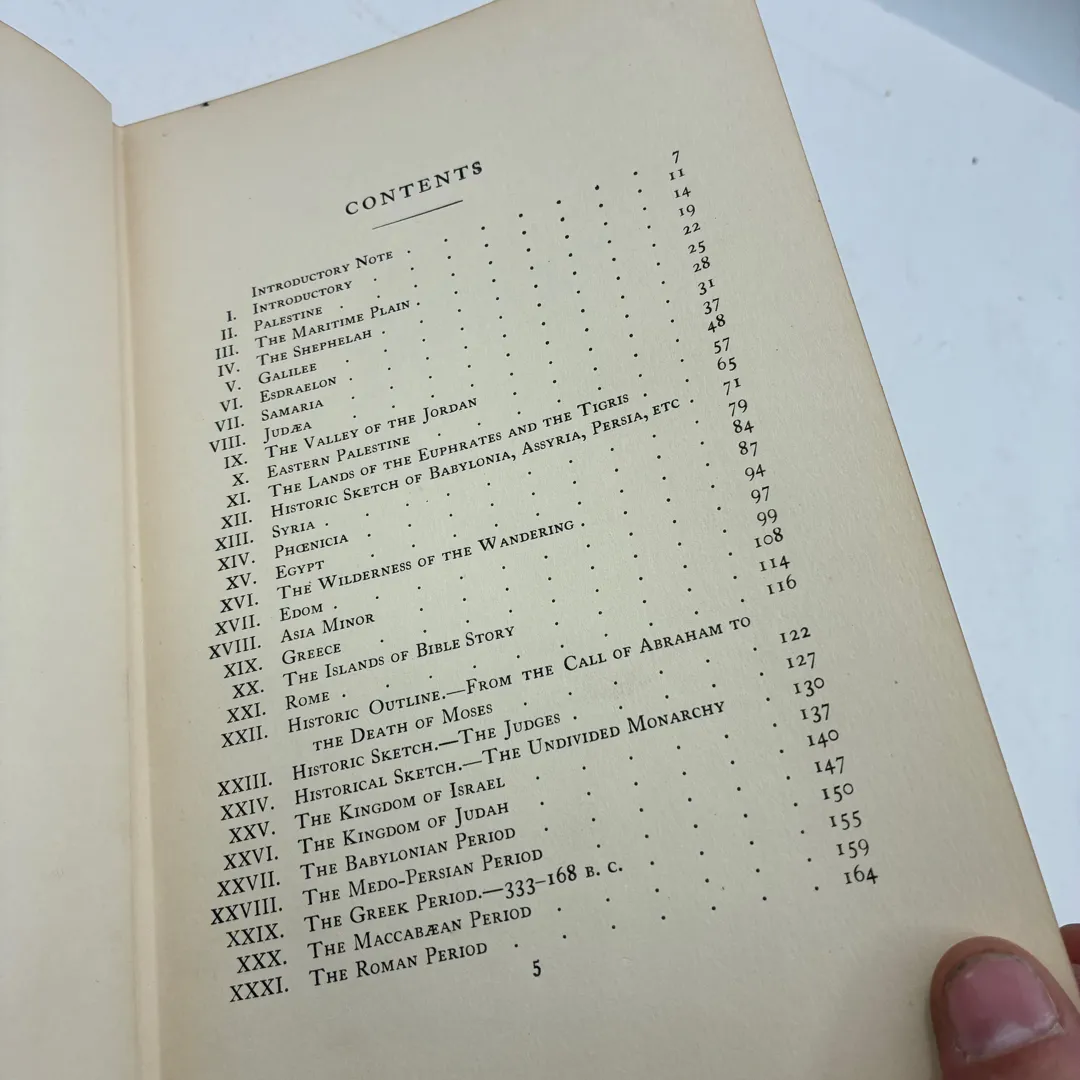 CONTENTS
INTRODUCTORY NOTE . . . . . . 7
I. INTRODUCTORY . . . . . . 11
II. PALESTINE . . . . . . 14
III. THE MARITIME PLAIN . . . . . . 19
IV. THE SHEPHELAH . . . . . . 22
V. GALILEE . . . . . . 25
VI. ESDRAELON . . . . . . 28
VII. SAMARIA . . . . . . 31
VIII. JUDÆA . . . . . . 37
IX. THE VALLEY OF THE JORDAN . . . . 48
X. EASTERN PALESTINE . . . . . 57
XI. THE LANDS OF THE EUPHRATES AND THE TIGRIS . . 65
XII. HISTORIC SKETCH OF BABYLONIA, ASSYRIA, PERSIA, ETC . 71
XIII. SYRIA . . . . . . 79
XIV. PHŒNICIA . . . . . . 84
XV. EGYPT . . . . . . 87
XVI. THE WILDERNESS OF THE WANDERING . . . 94
XVII. EDOM . . . . . . 97
XVIII. ASIA MINOR . . . . . . 99
XIX. GREECE . . . . . . 108
XX. THE ISLANDS OF BIBLE STORY . . . . 114
XXI. ROME . . . . . . 116
XXII. HISTORIC OUTLINE.—FROM THE CALL OF ABRAHAM TO
THE DEATH OF MOSES . . . . 122
XXIII. HISTORIC SKETCH.—THE JUDGES . . . . 127
XXIV. HISTORICAL SKETCH.—THE UNDIVIDED MONARCHY . 130
XXV. THE KINGDOM OF ISRAEL . . . . . 137
XXVI. THE KINGDOM OF JUDAH . . . . . 140
XXVII. THE BABYLONIAN PERIOD . . . . . 147
XXVIII. THE MEDO-PERSIAN PERIOD . . . . . 150
XXIX. THE GREEK PERIOD.—333–168 B. C. . . . 155
XXX. THE MACCABÆAN PERIOD . . . . . 159
XXXI. THE ROMAN PERIOD . . . . . . 164
5